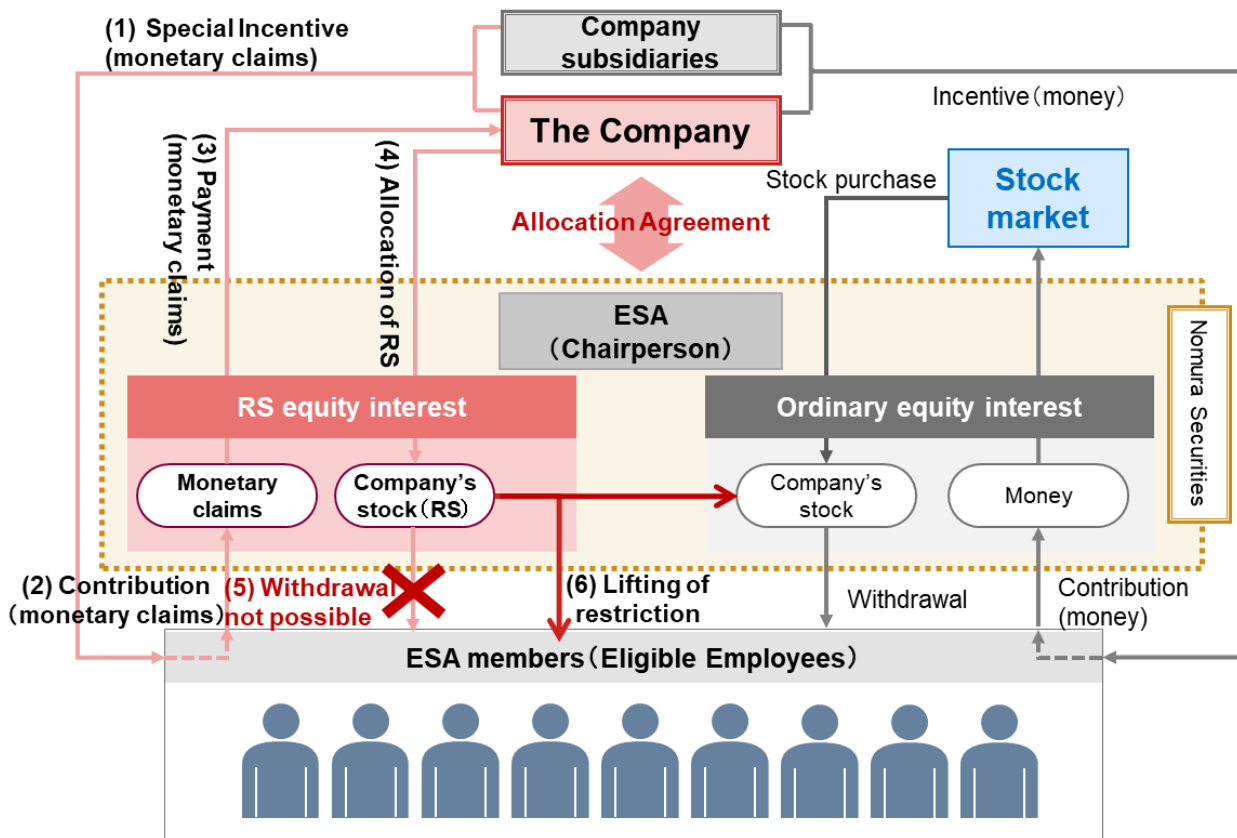 (1) Special Incentive
(monetary claims)
Company
subsidiaries
The Company
Incentive（money）
(3) Payment
(monetary claims)
(4) Allocation of RS
Stock purchase
Stock
market
Allocation Agreement
ESA
（Chairperson）
Nomura Securities
RS equity interest
Ordinary equity interest
Monetary
claims
Company’s
stock（RS）
Company’s
stock
Money
(2) Contribution
（monetary claims）
(5) Withdrawal
not possible
(6) Lifting of
restriction
Withdrawal
Contribution
(money)
ESA members（Eligible Employees）